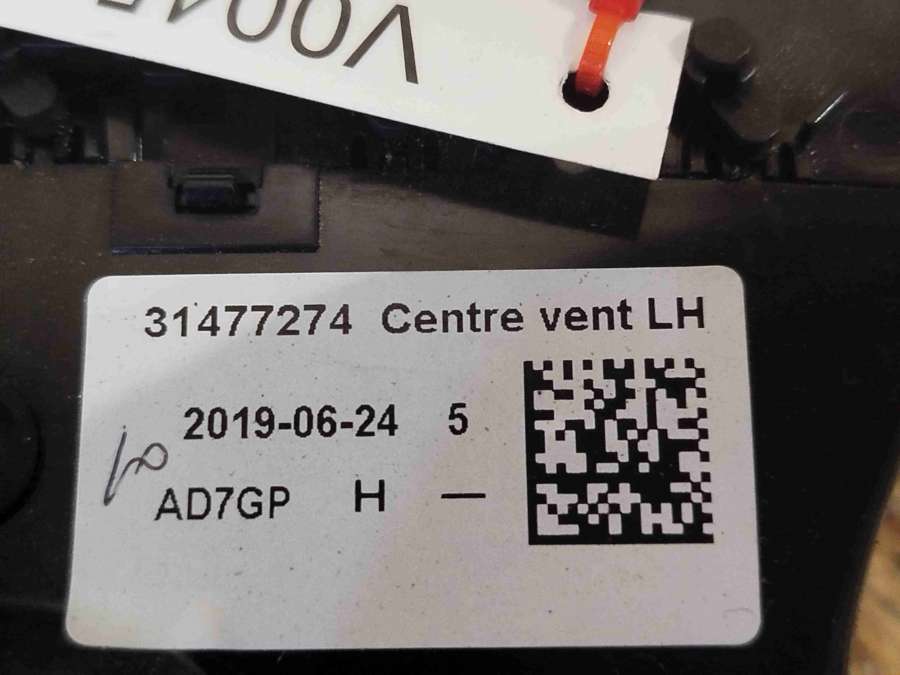 31477274 Centre vent LH
2019-06-24 5
AD7GP H —